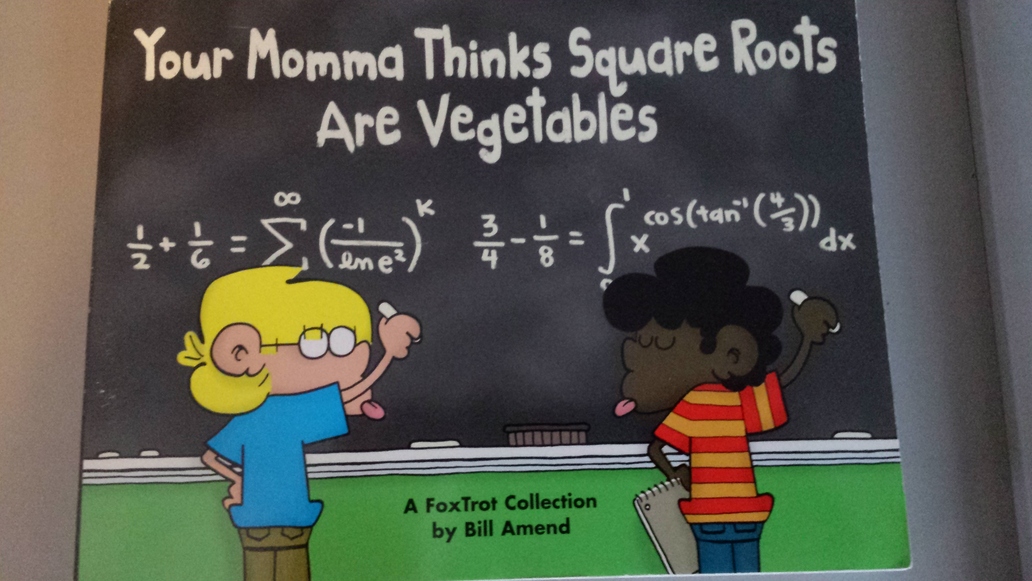 Your Momma Thinks Square Roots
Are Vegetables
1/2 + 1/6 = ∞ Σ (-1/ln e²)^k
3/4 - 1/8 = ∫ 1 x^cos(tan⁻¹(4/3)) dx
A FoxTrot Collection
by Bill Amend